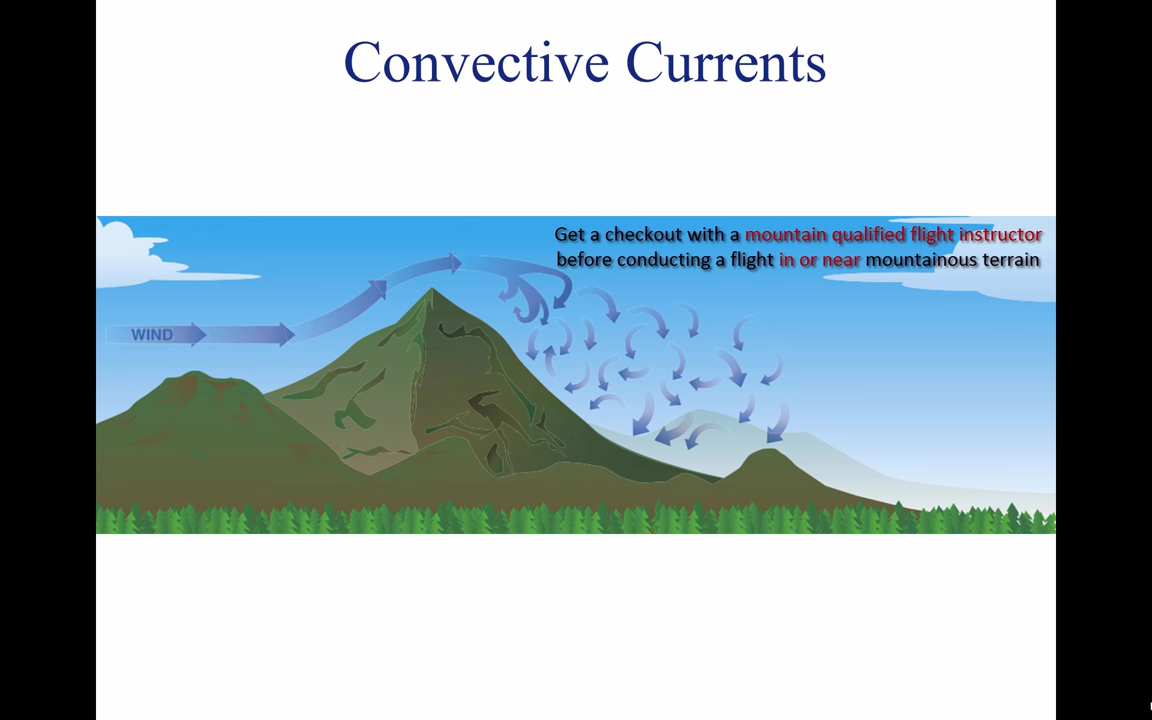 Convective Currents
Get a checkout with a mountain qualified flight instructor
before conducting a flight in or near mountainous terrain
WIND